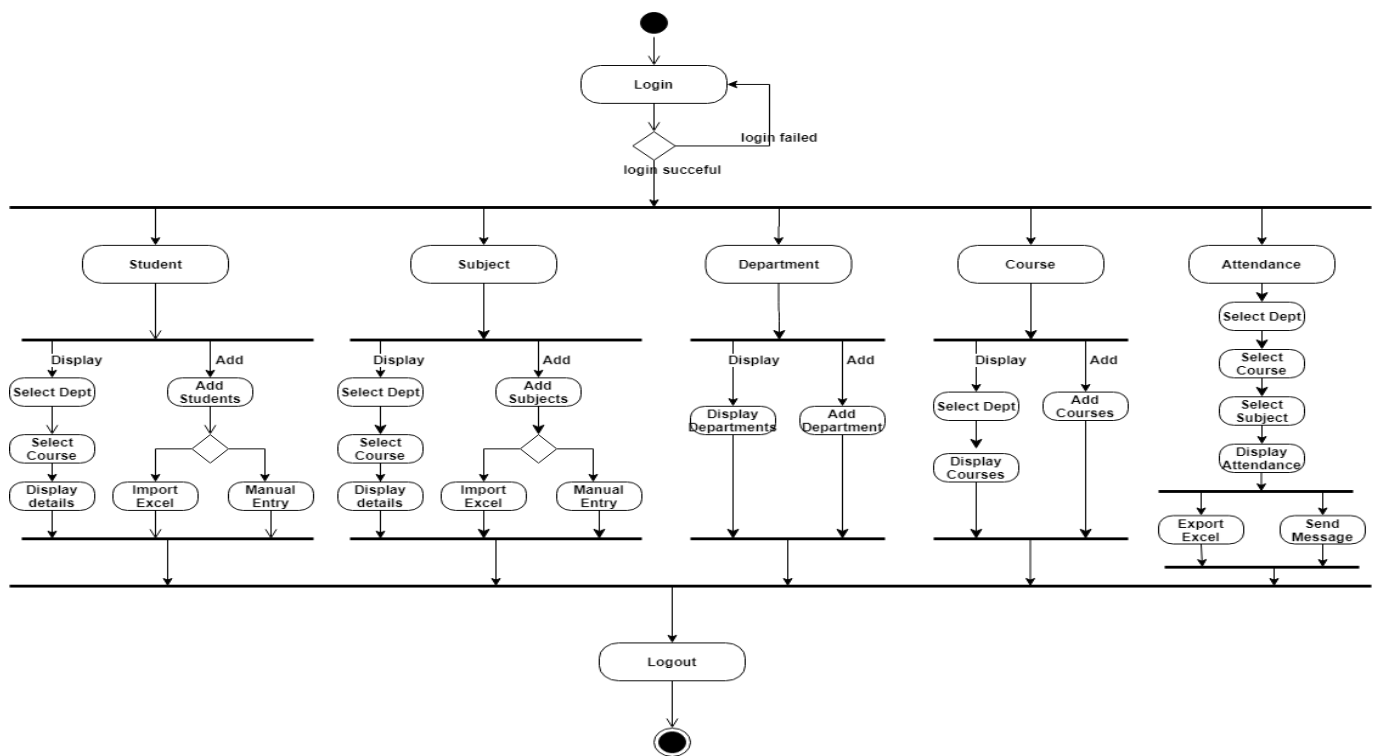 Login
login failed
login succeful
Student
Subject
Department
Course
Attendance
Select Dept
Display
Add
Display
Add
Display
Add
Display
Add
Select Dept
Add
Students
Select Dept
Add
Subjects
Display
Departments
Add
Department
Select Dept
Add
Courses
Select
Course
Select
Subject
Select
Course
Select
Course
Display
Courses
Display
Attendance
Display
details
Import
Excel
Manual
Entry
Display
details
Import
Excel
Manual
Entry
Export
Excel
Send
Message
Logout